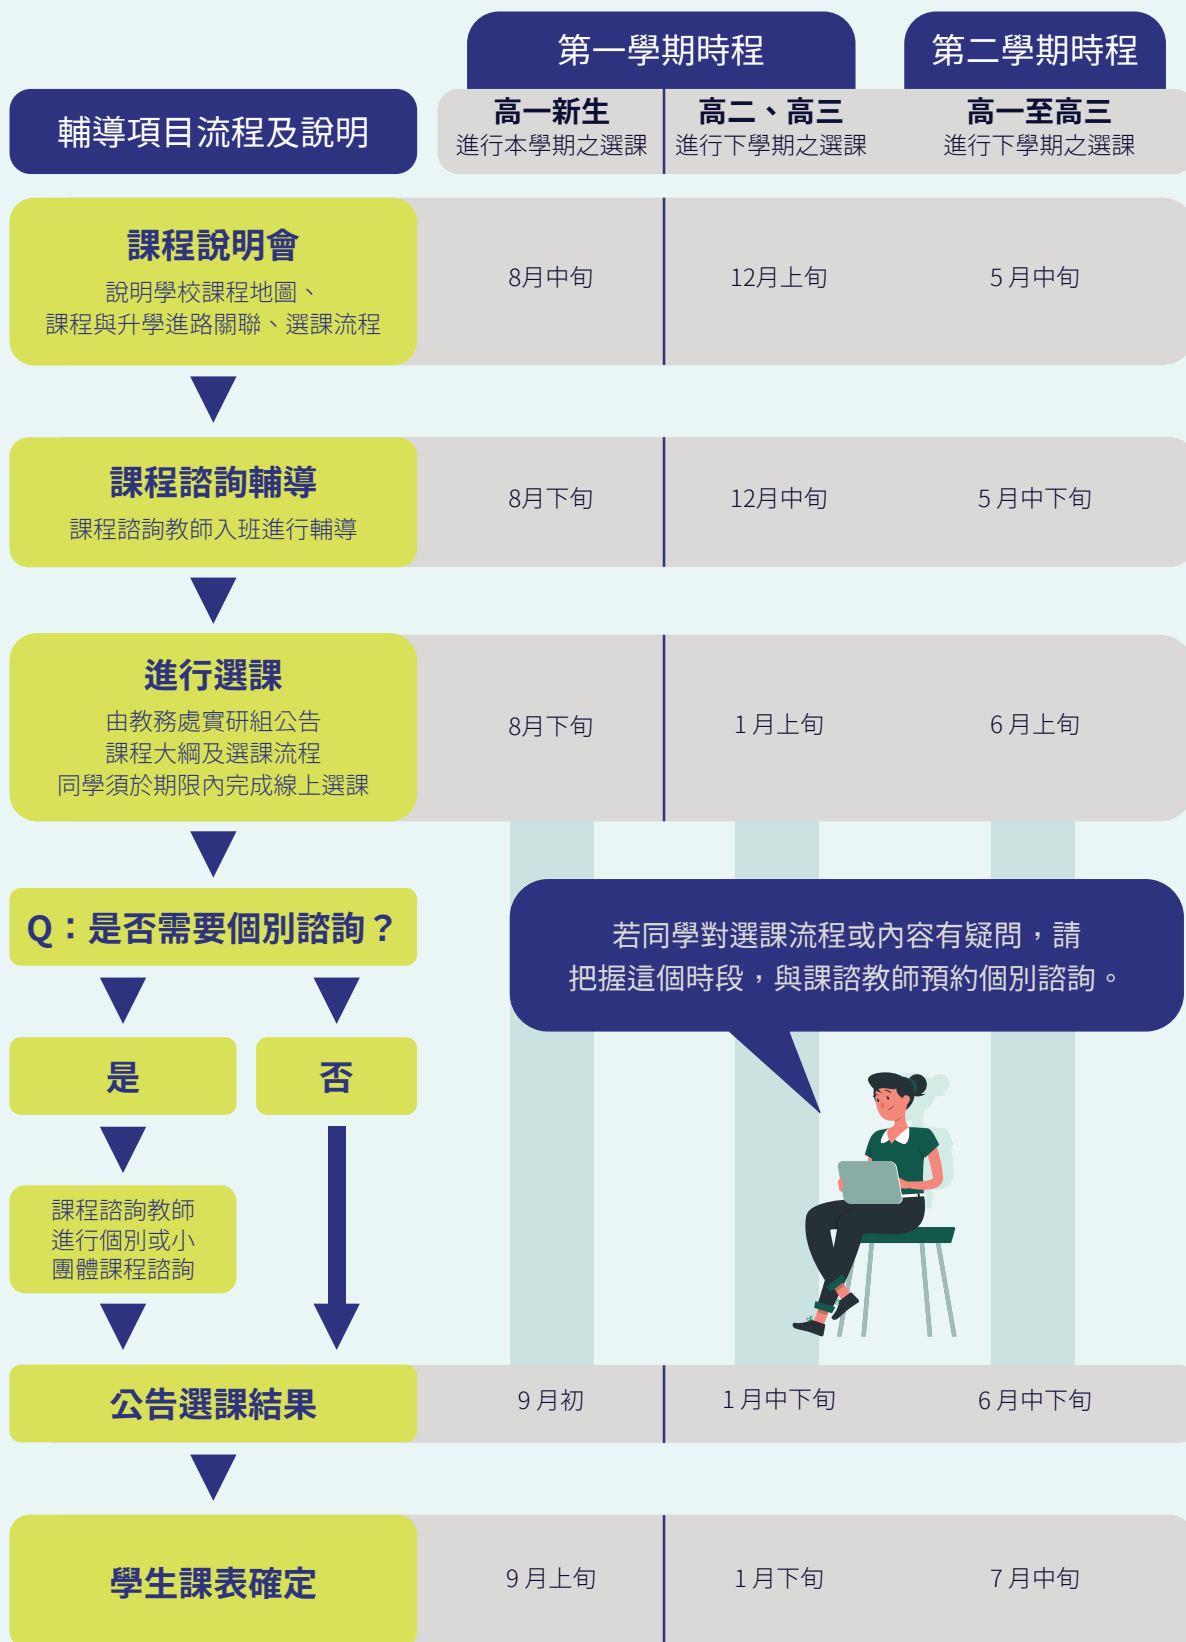 第一學期時程
第二學期時程
輔導項目流程及說明
高一新生
進行本學期之選課
高二、高三
進行下學期之選課
高一至高三
進行下學期之選課
課程說明會
說明學校課程地圖、
課程與升學進路關聯、選課流程
8月中旬
12月上旬
5 月中旬
課程諮詢輔導
課程諮詢教師入班進行輔導
8月下旬
12月中旬
5 月中下旬
進行選課
由教務處實研組公告
課程大綱及選課流程
同學須於期限內完成線上選課
8月下旬
1 月上旬
6 月上旬
Q：是否需要個別諮詢？
若同學對選課流程或內容有疑問，請
把握這個時段，與課諮教師預約個別諮詢。
是
否
課程諮詢教師
進行個別或小
團體課程諮詢
公告選課結果
9 月初
1 月中下旬
6 月中下旬
學生課表確定
9 月上旬
1 月下旬
7 月中旬